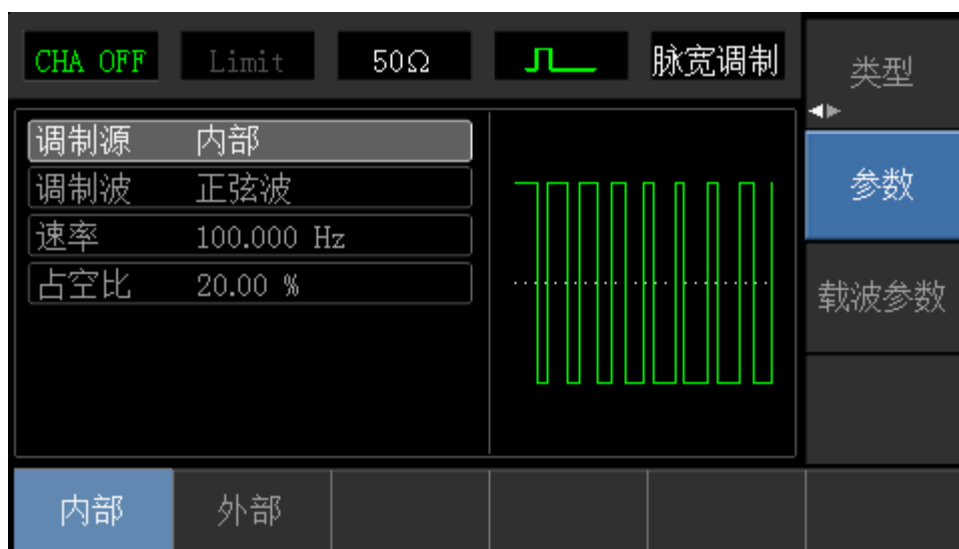 CHA OFF Limit 50Ω 脉宽调制 类型
调制源 内部
调制波 正弦波
速率 100.000 Hz
占空比 20.00 %
参数
载波参数
内部 外部